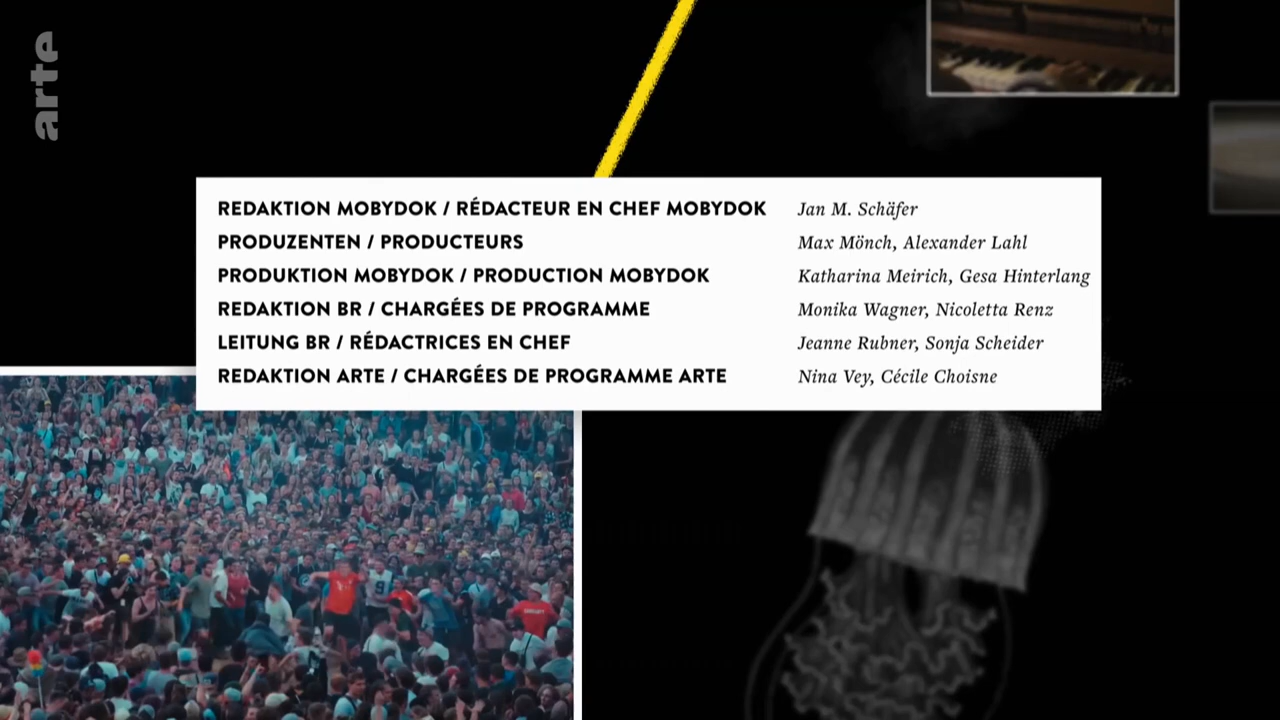 arte
REDAKTION MOBYDOK / RÉDACTEUR EN CHEF MOBYDOK Jan M. Schäfer
PRODUZENTEN / PRODUCTEURS Max Mönch, Alexander Lahl
PRODUKTION MOBYDOK / PRODUCTION MOBYDOK Katharina Meirich, Gesa Hinterlang
REDAKTION BR / CHARGÉES DE PROGRAMME Monika Wagner, Nicoletta Renz
LEITUNG BR / RÉDACTRICES EN CHEF Jeanne Rubner, Sonja Scheider
REDAKTION ARTE / CHARGÉES DE PROGRAMME ARTE Nina Vey, Cécile Choisne
9